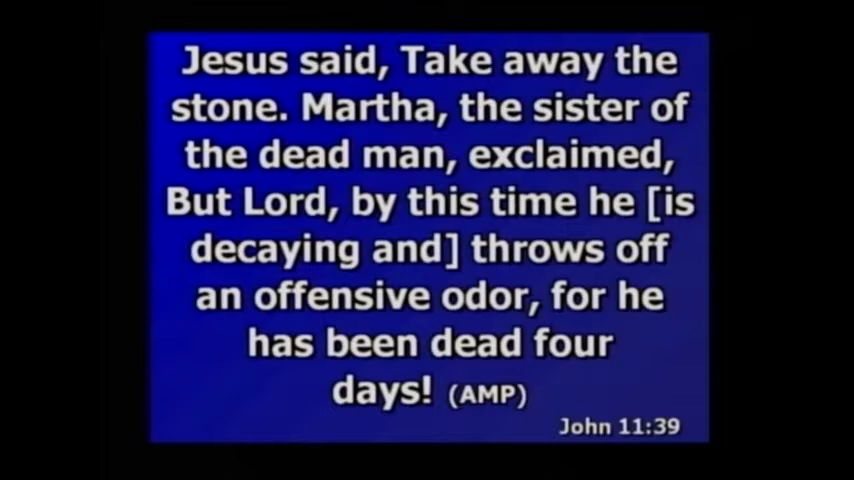 Jesus said, Take away the
stone. Martha, the sister of
the dead man, exclaimed,
But Lord, by this time he [is
decaying and] throws off
an offensive odor, for he
has been dead four
days! (AMP)
John 11:39